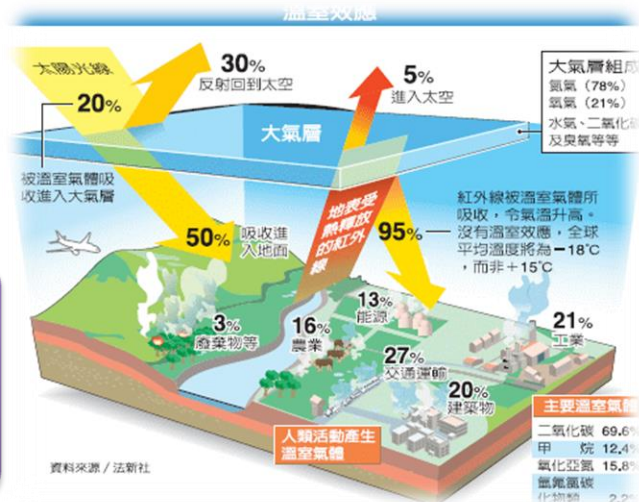 溫室效應
太陽光線
20%
被溫室氣體吸
收進入大氣層
30%
反射回到太空
大氣層
50%
吸收進
入地面
5%
進入太空
地表受
熱釋放
的紅外
線
95%
大氣層組成
氮氣（78%）
氧氣（21%）
水氣、二氧化碳
及臭氧等等
紅外線被溫室氣體所
吸收，令氣溫升高。
沒有溫室效應，全球
平均溫度將為－18℃
，而非＋15℃
3%
廢棄物等
16%
農業
13%
能源
27%
交通運輸
20%
建築物
21%
工業
人類活動產生
溫室氣體
資料來源／法新社
主要溫室氣體
二氧化碳 69.6%
甲烷 12.4%
氧化亞氮 15.8%
氫氟氯碳
化物類 2.2%